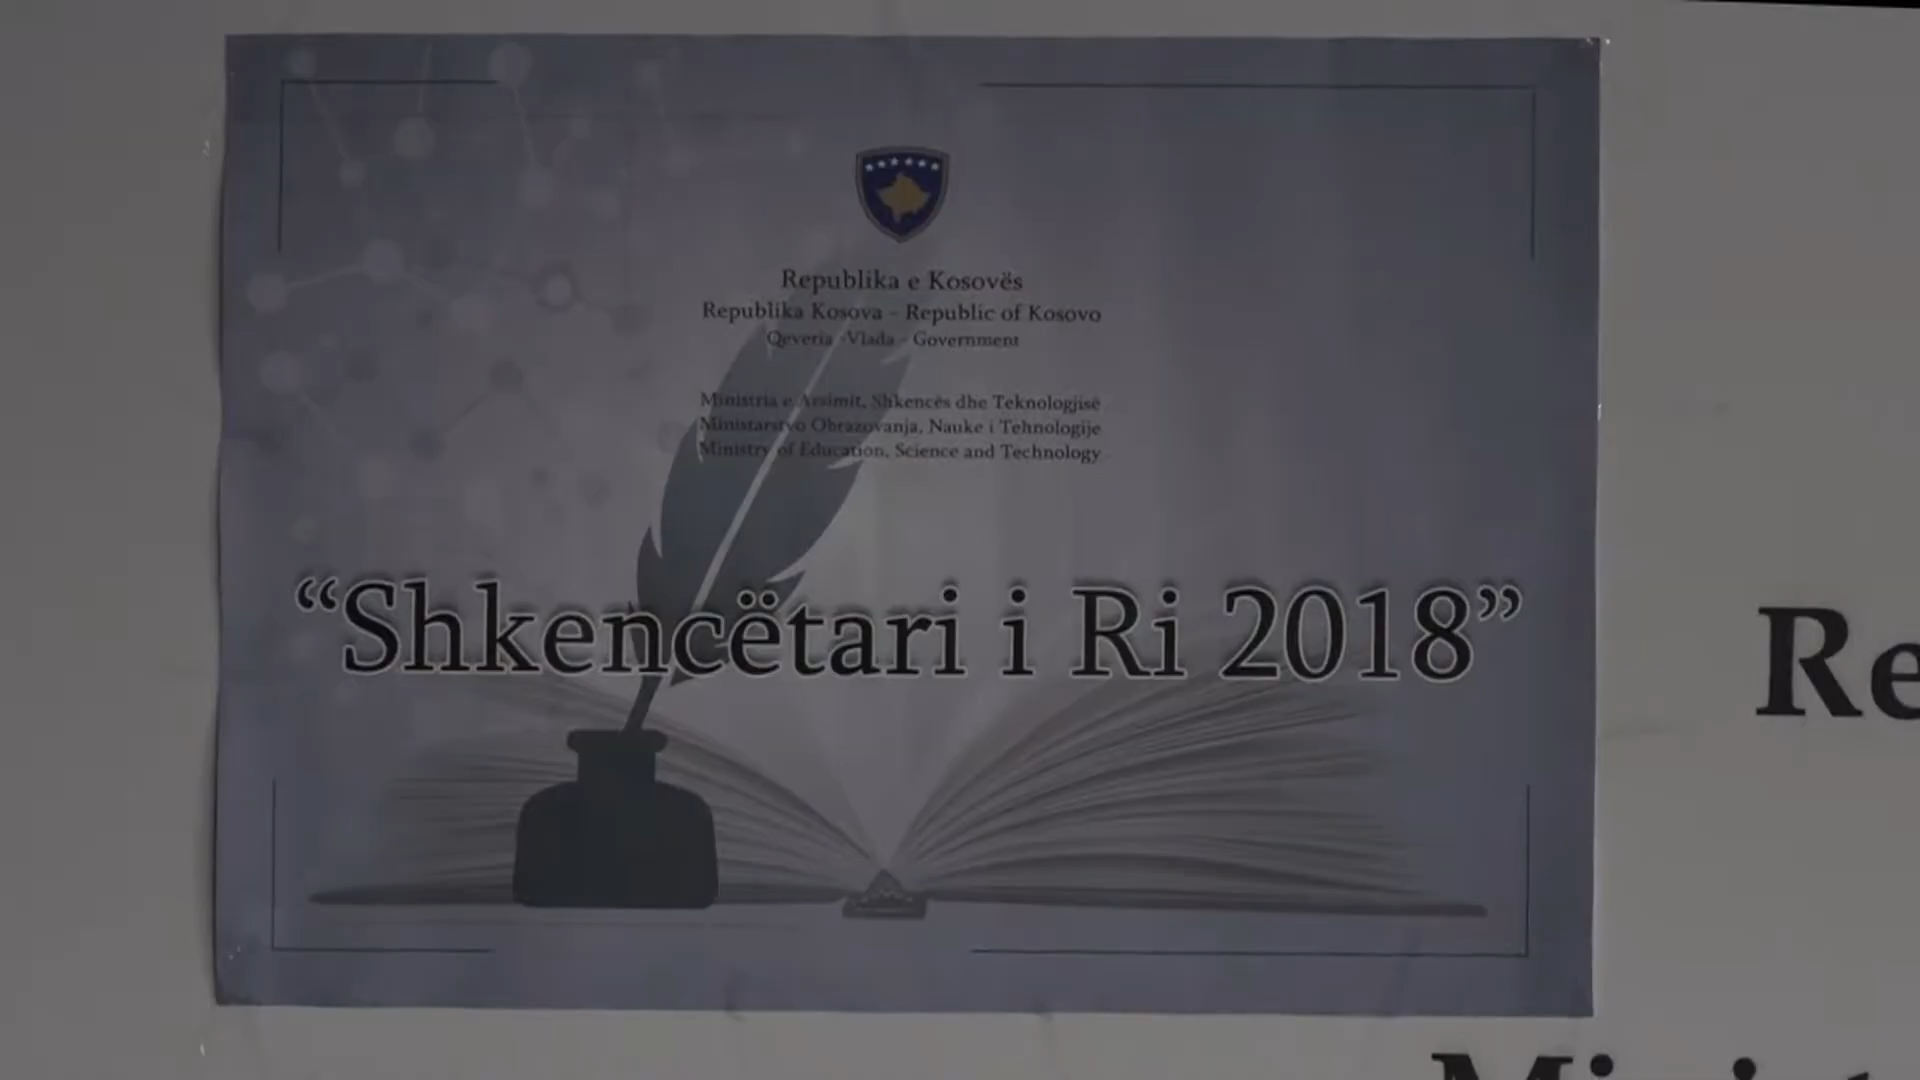 Republika e Kosovës
Republika Kosova - Republic of Kosovo
Qeveria -Vlada - Government
Ministria e Arsimit, Shkencës dhe Teknologjisë
Ministarstvo Obrazovanja, Nauke i Tehnologije
Ministry of Education, Science and Technology
“Shkencëtari i Ri 2018”
Re
Minist